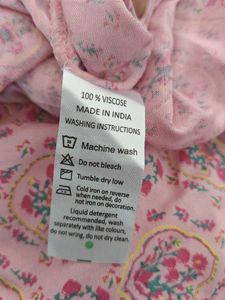 100 % VISCOSE
MADE IN INDIA
WASHING INSTRUCTIONS
Machine wash
Do not bleach
Tumble dry low
Cold iron on reverse
when needed, do
not iron on decoration.
Liquid detergent
recommended, wash
separately with like colours,
do not wring, do not dry clean.